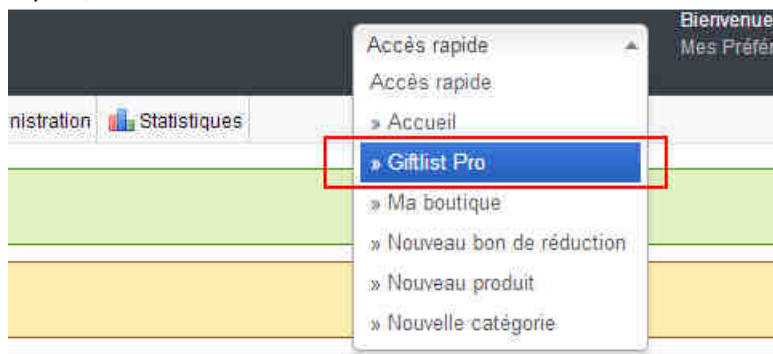 Bienvenue
Accès rapide
Mes Préfér
Accès rapide
nistration Statistiques
» Accueil
» Giftlist Pro
» Ma boutique
» Nouveau bon de réduction
» Nouveau produit
» Nouvelle catégorie